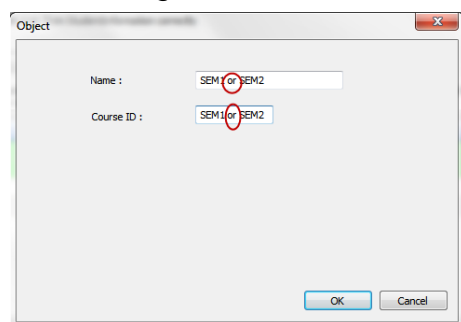 Object
Name :
SEM1 or SEM2
Course ID :
SEM1 or SEM2
OK
Cancel